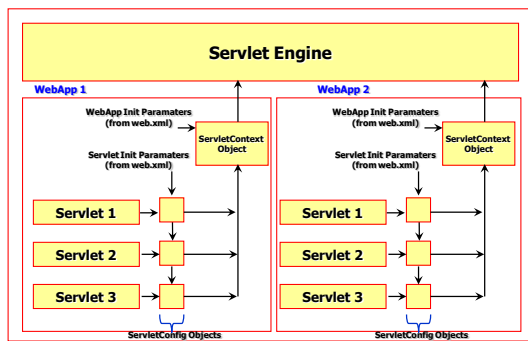 Servlet Engine
WebApp 1
WebApp Init Paramaters
(from web.xml)
ServletContext
Object
Servlet Init Paramaters
(from web.xml)
Servlet 1
Servlet 2
Servlet 3
ServletConfig Objects
WebApp 2
WebApp Init Paramaters
(from web.xml)
ServletContext
Object
Servlet Init Paramaters
(from web.xml)
Servlet 1
Servlet 2
Servlet 3
ServletConfig Objects